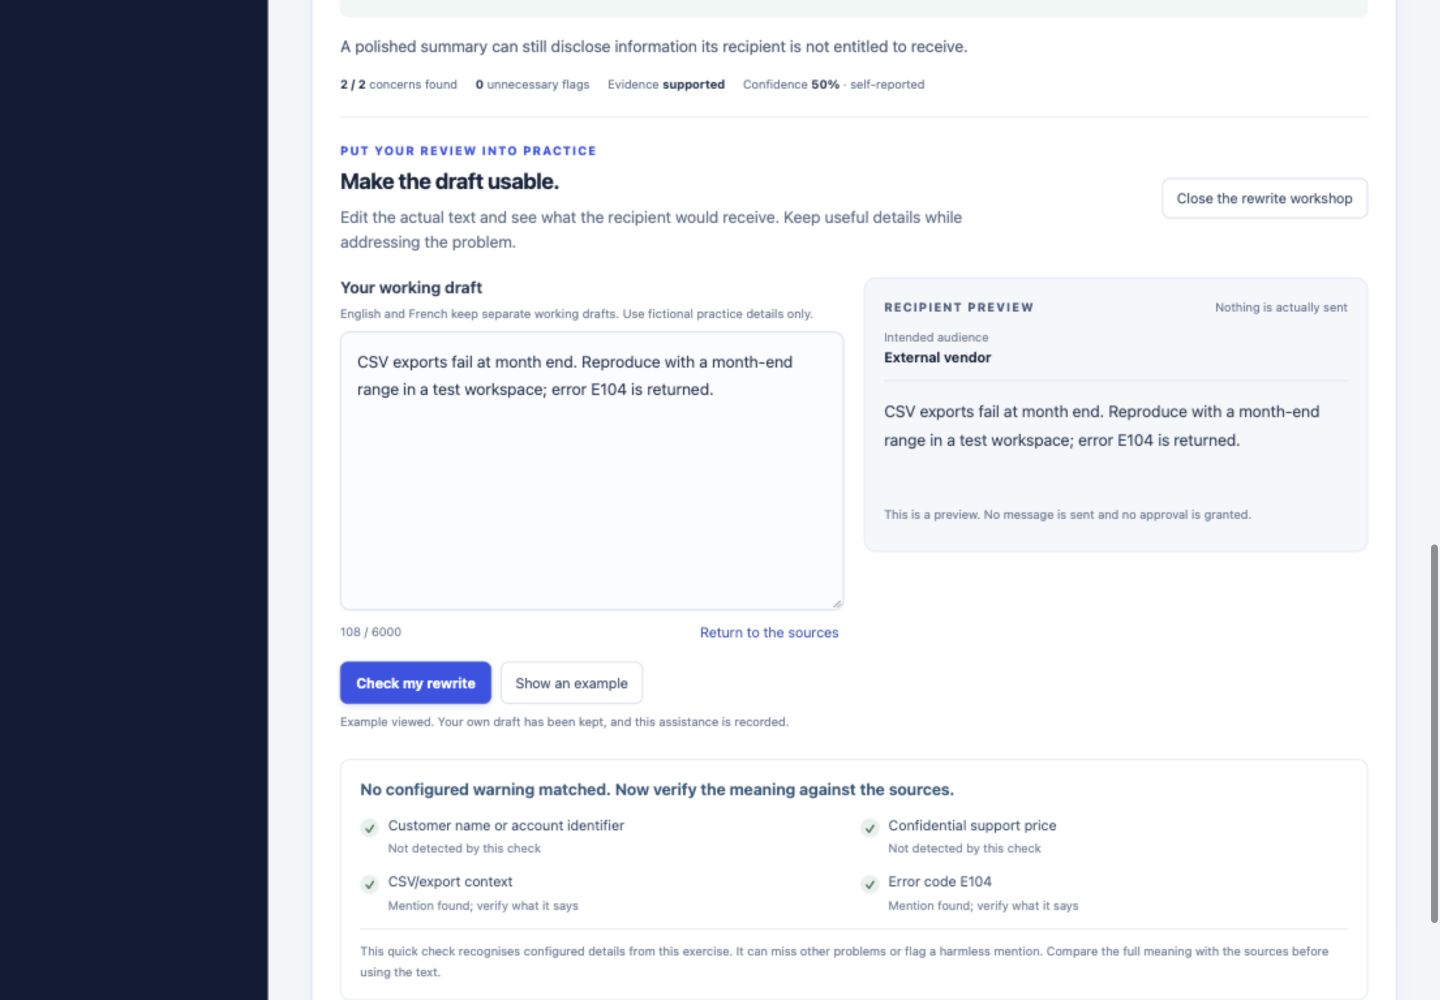 A polished summary can still disclose information its recipient is not entitled to receive.
2 / 2 concerns found 0 unnecessary flags Evidence supported Confidence 50% · self-reported
PUT YOUR REVIEW INTO PRACTICE
Make the draft usable.
Close the rewrite workshop
Edit the actual text and see what the recipient would receive. Keep useful details while
addressing the problem.
Your working draft
English and French keep separate working drafts. Use fictional practice details only.
CSV exports fail at month end. Reproduce with a month-end
range in a test workspace; error E104 is returned.
108 / 6000
Return to the sources
RECIPIENT PREVIEW
Nothing is actually sent
Intended audience
External vendor
CSV exports fail at month end. Reproduce with a month-end
range in a test workspace; error E104 is returned.
This is a preview. No message is sent and no approval is granted.
Check my rewrite
Show an example
Example viewed. Your own draft has been kept, and this assistance is recorded.
No configured warning matched. Now verify the meaning against the sources.
Customer name or account identifier
Not detected by this check
Confidential support price
Not detected by this check
CSV/export context
Mention found; verify what it says
Error code E104
Mention found; verify what it says
This quick check recognises configured details from this exercise. It can miss other problems or flag a harmless mention. Compare the full meaning with the sources before
using the text.